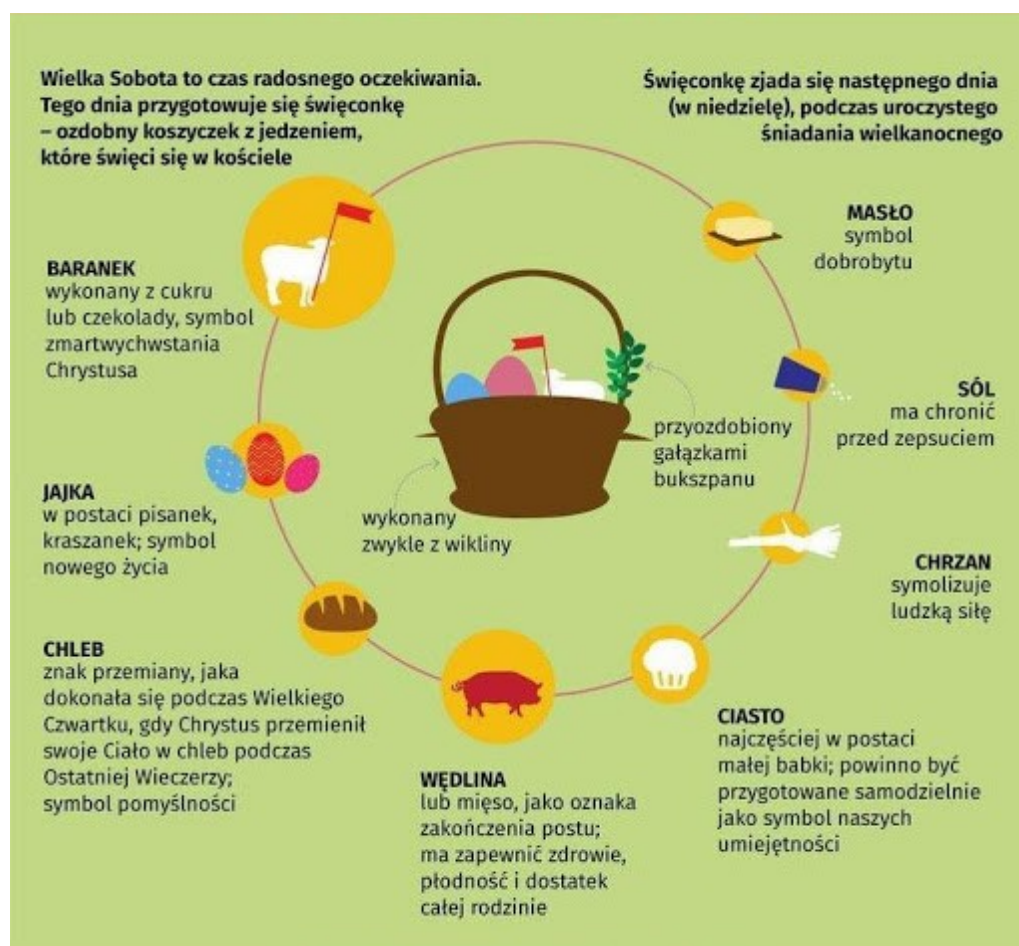 Wielka Sobota to czas radosnego oczekiwania.
Tego dnia przygotowuje się święconkę
– ozdobny koszyczek z jedzeniem,
które święci się w kościele
Święconkę zjada się następnego dnia
(w niedzielę), podczas uroczystego
śniadania wielkanocnego
BARANEK
wykonany z cukru
lub czekolady, symbol
zmartwychwstania
Chrystusa
MASŁO
symbol
dobrobytu
SÓL
ma chronić
przed zepsuciem
przyozdobiony
gałązkami
bukszpanu
wykonany
zwykle z wikliny
JAJKA
w postaci pisanek,
kraszanek; symbol
nowego życia
CHRZAN
symolizuje
ludzką siłę
CHLEB
znak przemiany, jaka
dokonała się podczas Wielkiego
Czwartku, gdy Chrystus przemienił
swoje Ciało w chleb podczas
Ostatniej Wieczerzy;
symbol pomyślności
WĘDLINA
lub mięso, jako oznaka
zakończenia postu;
ma zapewnić zdrowie,
płodność i dostatek
całej rodzinie
CIASTO
najczęściej w postaci
małej babki; powinno być
przygotowane samodzielnie
jako symbol naszych
umiejętności